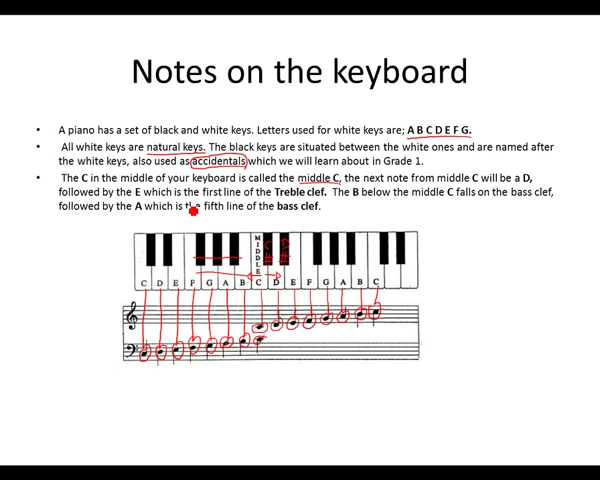 Notes on the keyboard
• A piano has a set of black and white keys. Letters used for white keys are; A B C D E F G.
• All white keys are natural keys. The black keys are situated between the white ones and are named after
the white keys, also used as accidentals which we will learn about in Grade 1.
• The C in the middle of your keyboard is called the middle C, the next note from middle C will be a D,
followed by the E which is the first line of the Treble clef. The B below the middle C falls on the bass clef,
followed by the A which is the fifth line of the bass clef.
MIDDLE
C# D#
C D E F G A B C D E F G A B C